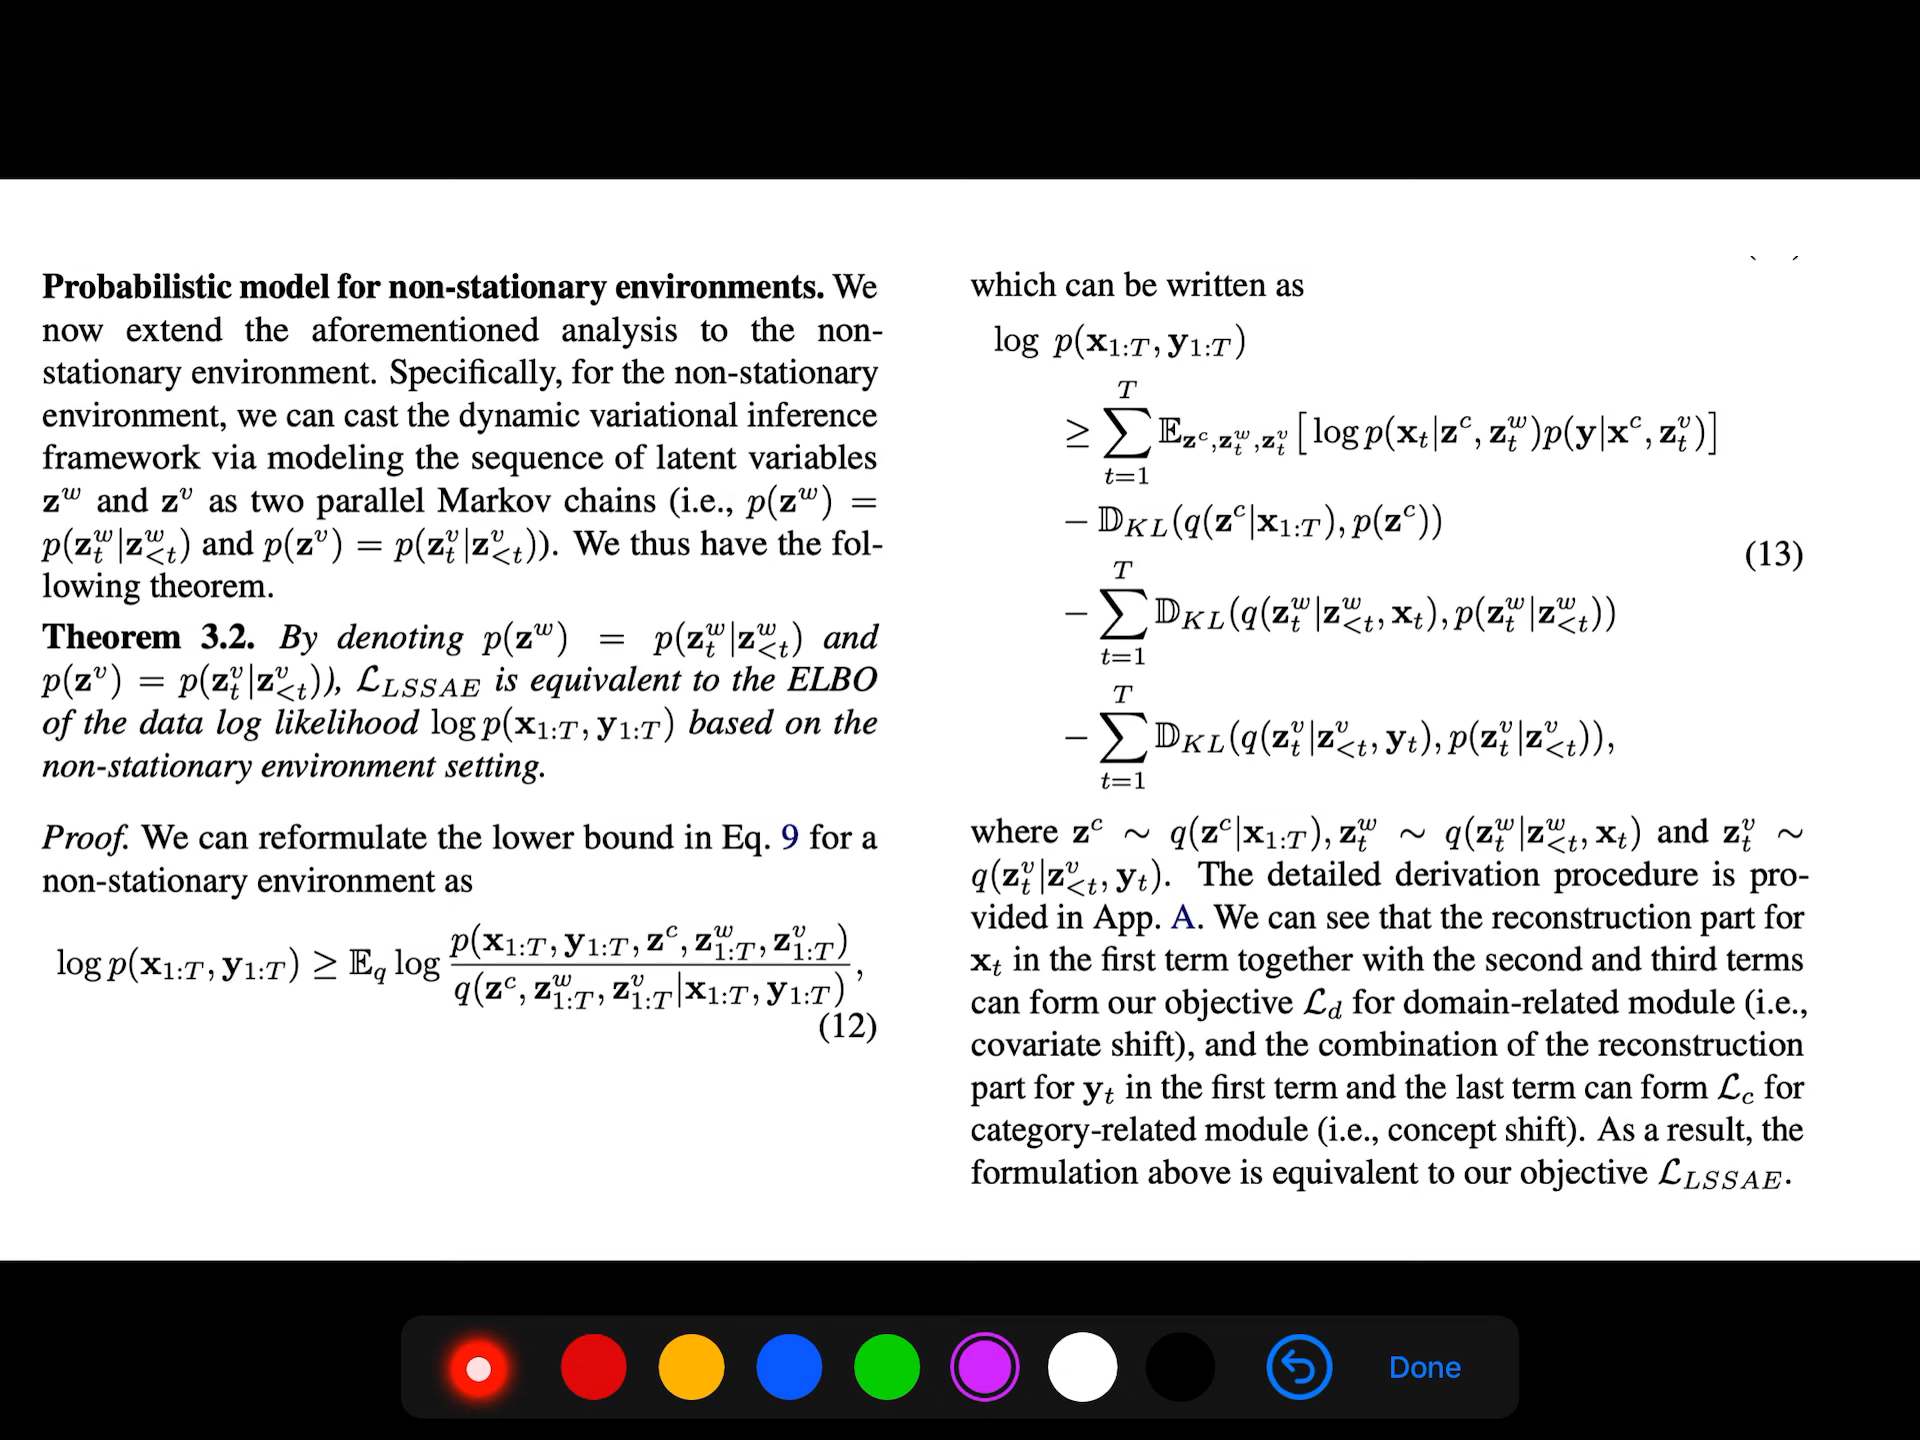 Probabilistic model for non-stationary environments. We
now extend the aforementioned analysis to the non-
stationary environment. Specifically, for the non-stationary
environment, we can cast the dynamic variational inference
framework via modeling the sequence of latent variables
𝐳^w and 𝐳^v as two parallel Markov chains (i.e., p(𝐳^w) =
p(𝐳_t^w|𝐳_{<t}^w) and p(𝐳^v) = p(𝐳_t^v|𝐳_{<t}^v)). We thus have the fol-
lowing theorem.
Theorem 3.2. By denoting p(𝐳^w) = p(𝐳_t^w|𝐳_{<t}^w) and
p(𝐳^v) = p(𝐳_t^v|𝐳_{<t}^v)), ℒ_{LSSAE} is equivalent to the ELBO
of the data log likelihood log p(𝐱_{1:T}, 𝐲_{1:T}) based on the
non-stationary environment setting.
Proof. We can reformulate the lower bound in Eq. 9 for a
non-stationary environment as
log p(𝐱_{1:T}, 𝐲_{1:T}) ≥ 𝔼_q log p(𝐱_{1:T}, 𝐲_{1:T}, 𝐳^c, 𝐳_{1:T}^w, 𝐳_{1:T}^v) / q(𝐳^c, 𝐳_{1:T}^w, 𝐳_{1:T}^v|𝐱_{1:T}, 𝐲_{1:T}),
(12)
which can be written as
log p(𝐱_{1:T}, 𝐲_{1:T})
≥ ∑_{t=1}^T 𝔼_{𝐳^c,𝐳_t^w,𝐳_t^v} [log p(𝐱_t|𝐳^c, 𝐳_t^w)p(𝐲|𝐱^c, 𝐳_t^v)]
− 𝔻_{KL}(q(𝐳^c|𝐱_{1:T}), p(𝐳^c))
(13)
− ∑_{t=1}^T 𝔻_{KL}(q(𝐳_t^w|𝐳_{<t}^w, 𝐱_t), p(𝐳_t^w|𝐳_{<t}^w))
− ∑_{t=1}^T 𝔻_{KL}(q(𝐳_t^v|𝐳_{<t}^v, 𝐲_t), p(𝐳_t^v|𝐳_{<t}^v)),
where 𝐳^c ∼ q(𝐳^c|𝐱_{1:T}), 𝐳_t^w ∼ q(𝐳_t^w|𝐳_{<t}^w, 𝐱_t) and 𝐳_t^v ∼
q(𝐳_t^v|𝐳_{<t}^v, 𝐲_t). The detailed derivation procedure is pro-
vided in App. A. We can see that the reconstruction part for
𝐱_t in the first term together with the second and third terms
can form our objective ℒ_d for domain-related module (i.e.,
covariate shift), and the combination of the reconstruction
part for 𝐲_t in the first term and the last term can form ℒ_c for
category-related module (i.e., concept shift). As a result, the
formulation above is equivalent to our objective ℒ_{LSSAE}.
Done